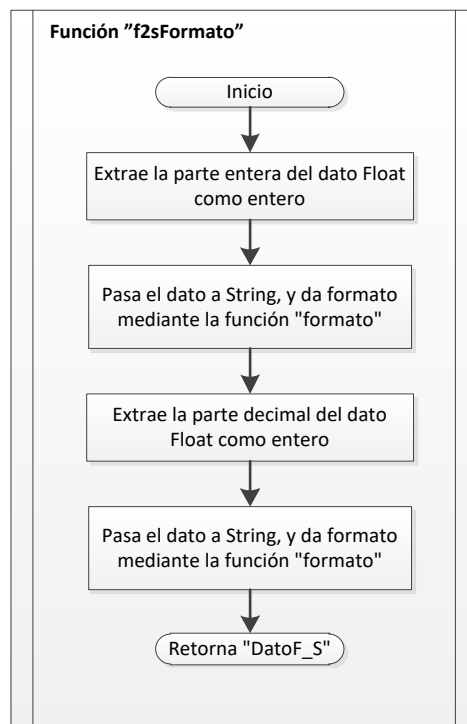 Función ”f2sFormato”
Inicio
Extrae la parte entera del dato Float
como entero
Pasa el dato a String, y da formato
mediante la función "formato"
Extrae la parte decimal del dato
Float como entero
Pasa el dato a String, y da formato
mediante la función "formato"
Retorna "DatoF_S"